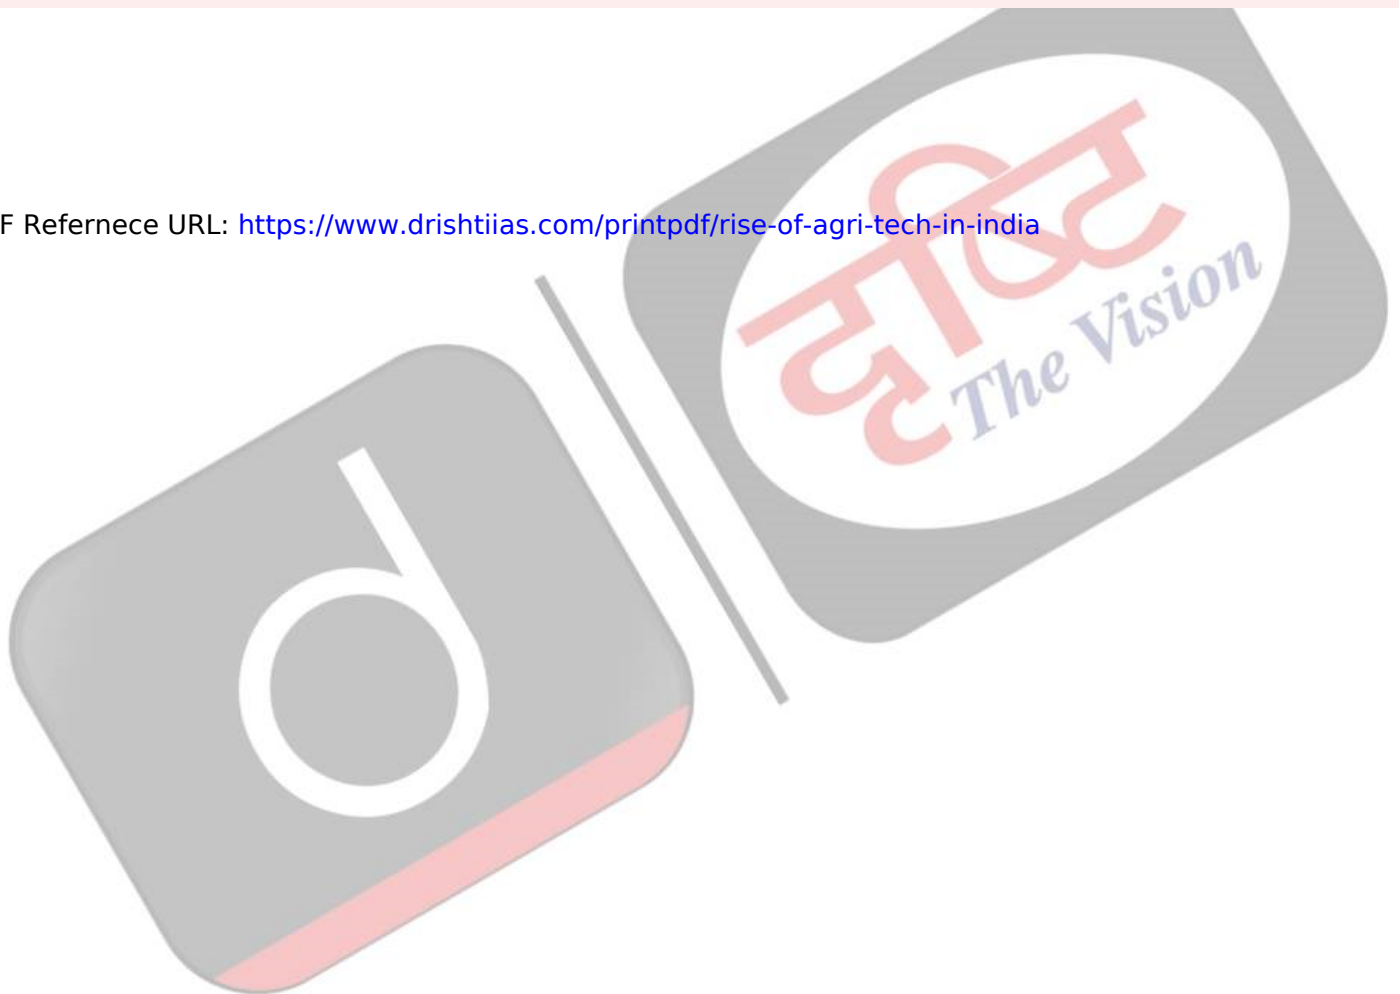 F Refernece URL: https://www.drishtiias.com/printpdf/rise-of-agri-tech-in-india
दृष्टि
The Vision
d